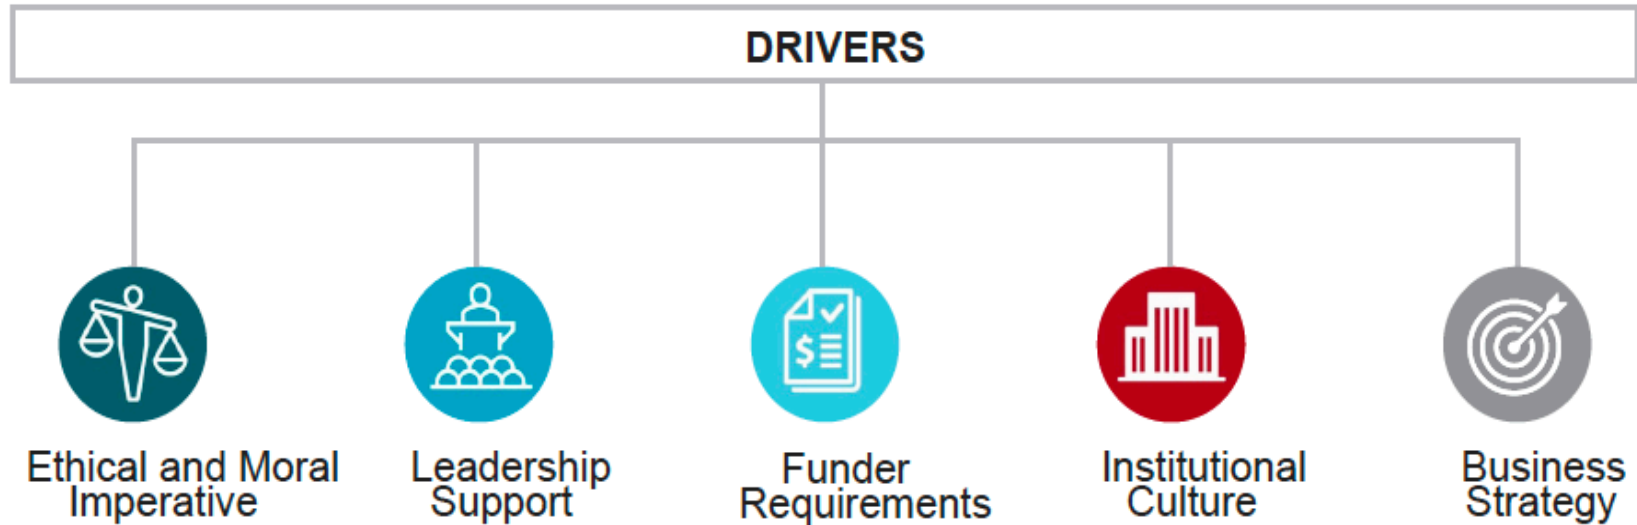 DRIVERS
Ethical and Moral
Imperative
Leadership
Support
$
Funder
Requirements
Institutional
Culture
Business
Strategy